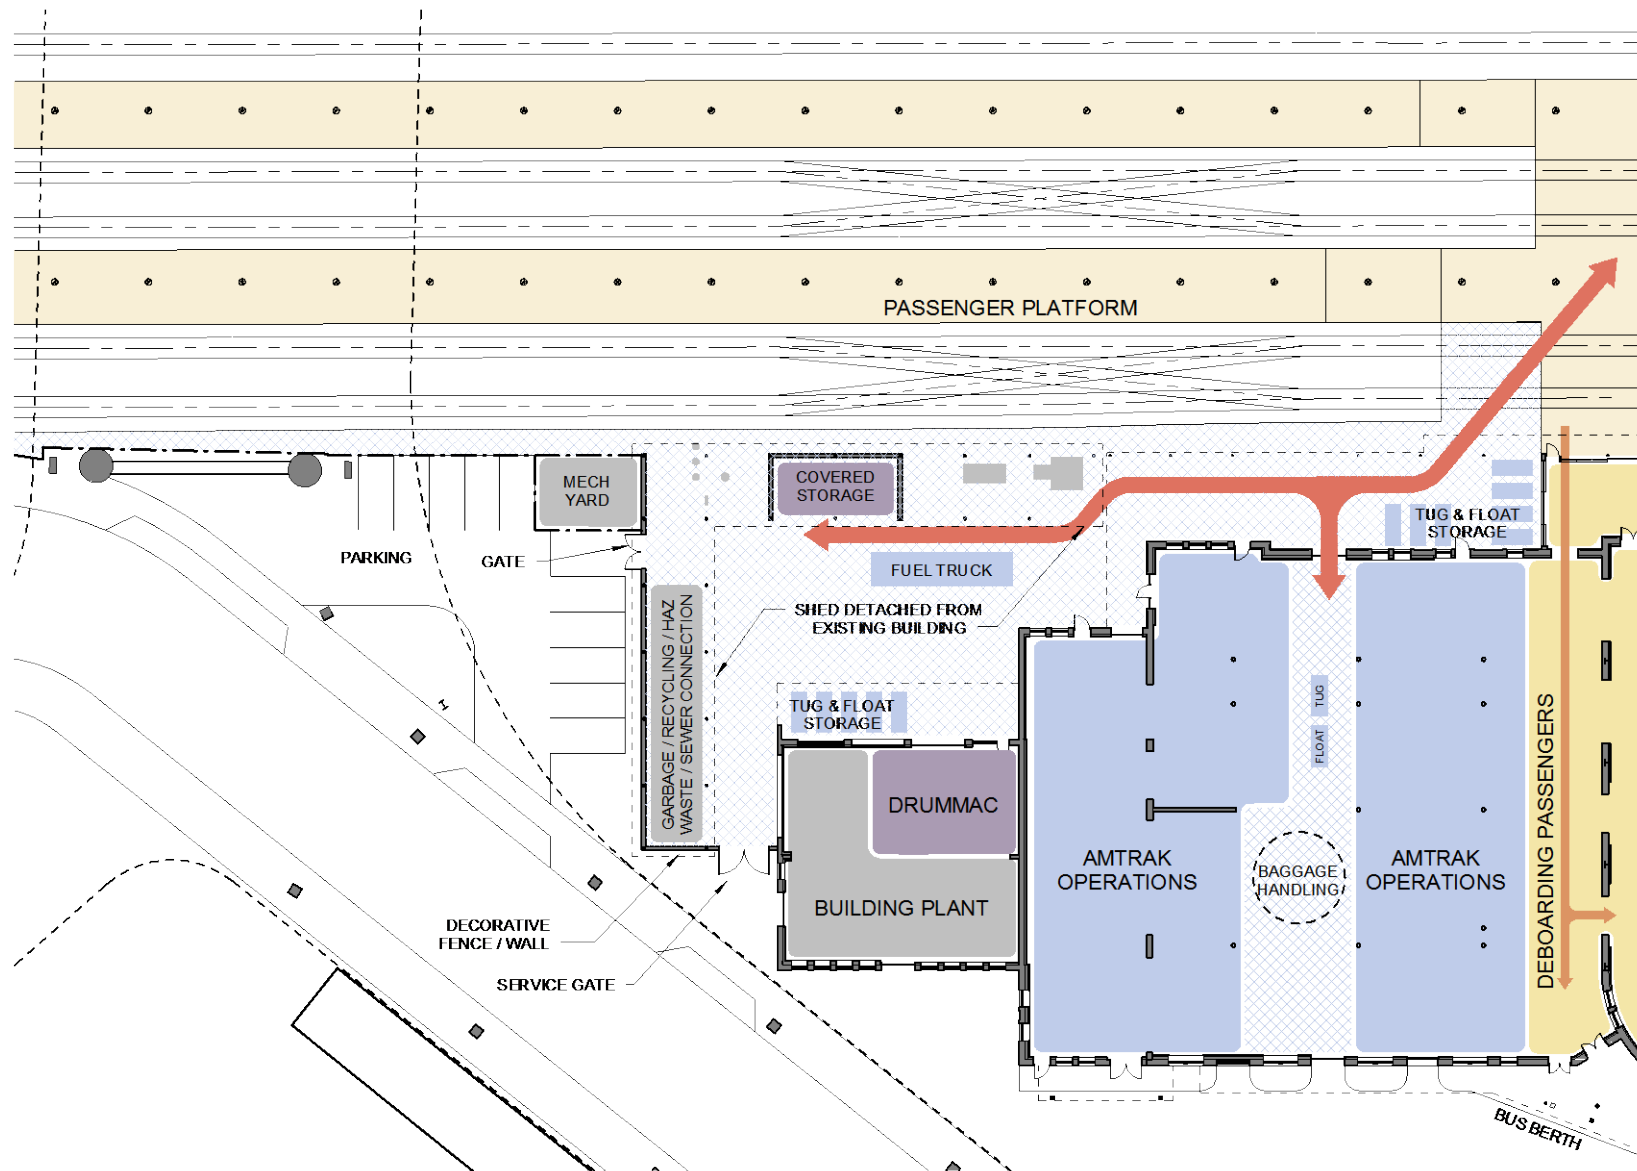 PASSENGER PLATFORM
MECH
YARD
COVERED
STORAGE
TUG & FLOAT
STORAGE
PARKING
GATE
FUEL TRUCK
SHED DETACHED FROM
EXISTING BUILDING
GARBAGE / RECYCLING / HAZ
WASTE / SEWER CONNECTION
TUG & FLOAT
STORAGE
TUG
FLOAT
DRUMMAC
BUILDING PLANT
AMTRAK
OPERATIONS
BAGGAGE
HANDLING
AMTRAK
OPERATIONS
DEBOARDING PASSENGERS
DECORATIVE
FENCE / WALL
SERVICE GATE
BUS BERTH